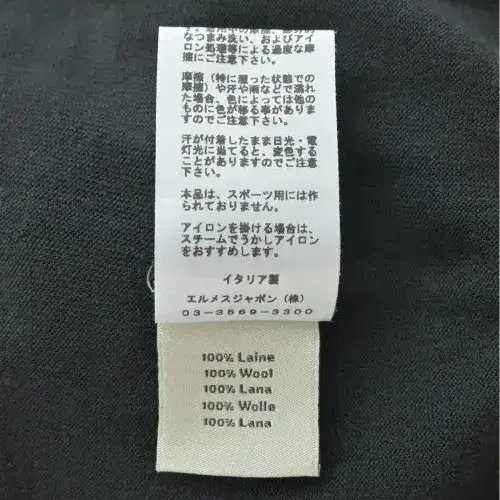 なつまみ洗い、およびアイ
ロン処理等による過度な摩
擦にご注意下さい。
摩擦（特に湿った状態での
摩擦）や汗や雨などで濡れ
た場合、色によっては他の
ものに色が移る事がありま
すのでご注意下さい。
汗が付着したまま日光・電
灯光に当てると、変色する
ことがありますのでご注意
下さい。
本品は、スポーツ用には作
られておりません。
アイロンを掛ける場合は、
スチームでうかしアイロン
をおすすめします。
イタリア製
エルメスジャポン（株）
03-3569-3300
100% Laine
100% Wool
100% Lana
100% Wolle
100% Lana